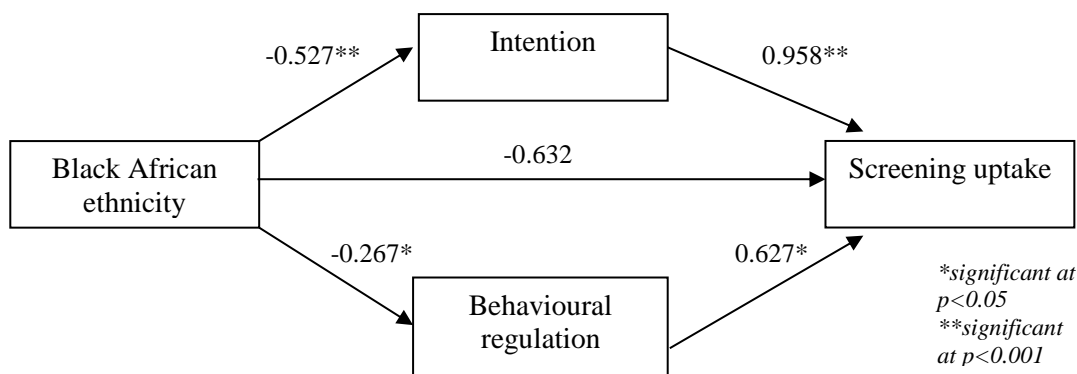 Intention
-0.527**
0.958**
Black African
ethnicity
-0.632
Screening uptake
-0.267*
0.627*
Behavioural
regulation
*significant at
p<0.05
**significant
at p<0.001